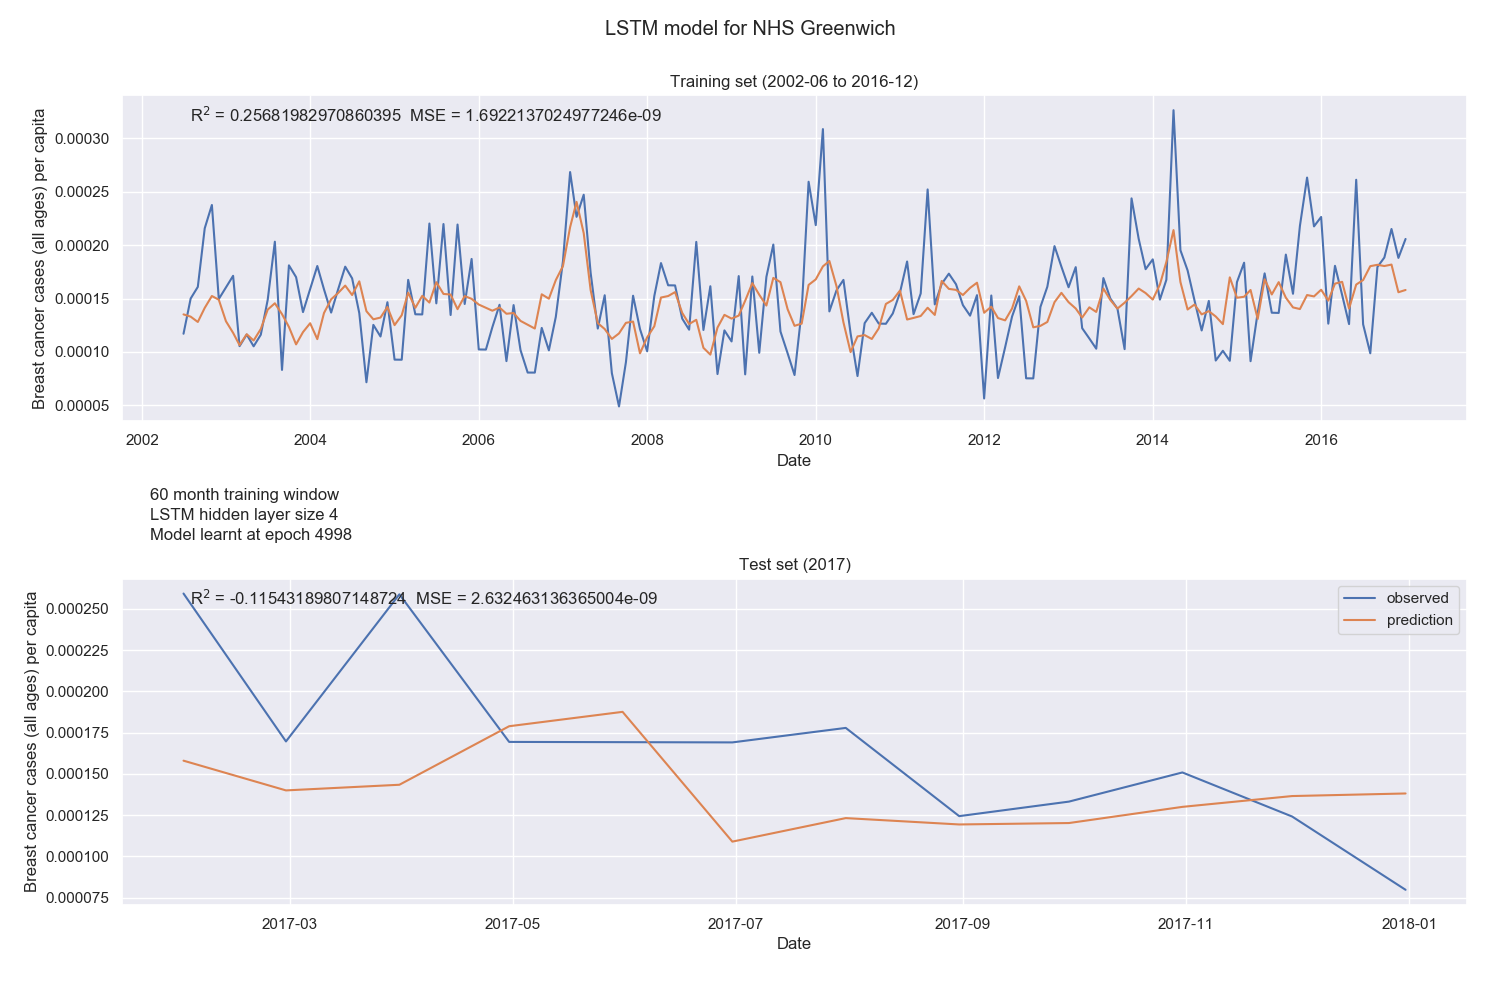 LSTM model for NHS Greenwich
Training set (2002-06 to 2016-12)
R² = 0.25681982970860395 MSE = 1.6922137024977246e-09
Breast cancer cases (all ages) per capita
0.00030
0.00025
0.00020
0.00015
0.00010
0.00005
2002 2004 2006 2008 2010 2012 2014 2016
Date
60 month training window
LSTM hidden layer size 4
Model learnt at epoch 4998
Test set (2017)
R² = -0.11543189807148724 MSE = 2.632463136365004e-09
observed
prediction
Breast cancer cases (all ages) per capita
0.000250
0.000225
0.000200
0.000175
0.000150
0.000125
0.000100
0.000075
2017-03 2017-05 2017-07 2017-09 2017-11 2018-01
Date